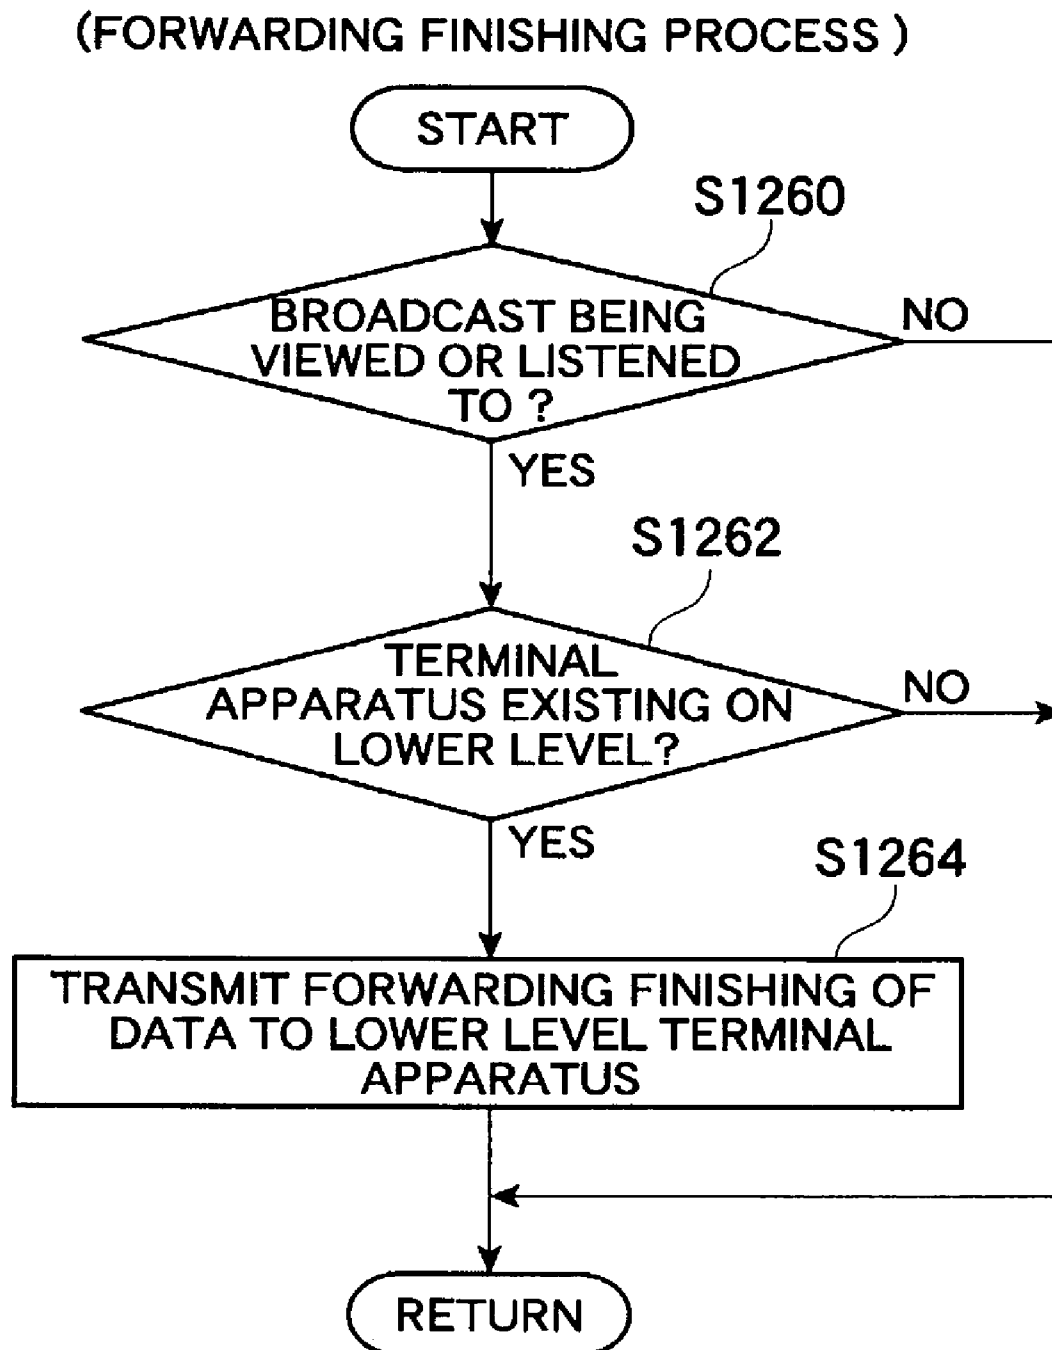 (FORWARDING FINISHING PROCESS )
START
S1260
BROADCAST BEING
VIEWED OR LISTENED
TO ?
NO
YES
S1262
TERMINAL
APPARATUS EXISTING ON
LOWER LEVEL?
NO
YES
S1264
TRANSMIT FORWARDING FINISHING OF
DATA TO LOWER LEVEL TERMINAL
APPARATUS
RETURN